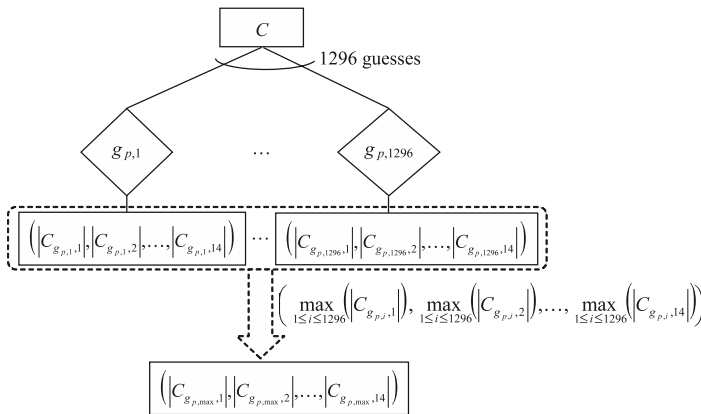 C
1296 guesses
g_{p,1} ... g_{p,1296}
(|C_{g_{p,1},1}|,|C_{g_{p,1},2}|,...,|C_{g_{p,1},14}|) ... (|C_{g_{p,1296},1}|,|C_{g_{p,1296},2}|,...,|C_{g_{p,1296},14}|)
(max_{1≤i≤1296}(|C_{g_{p,i},1}|), max_{1≤i≤1296}(|C_{g_{p,i},2}|),..., max_{1≤i≤1296}(|C_{g_{p,i},14}|))
(|C_{g_{p,max},1}|,|C_{g_{p,max},2}|,...,|C_{g_{p,max},14}|)